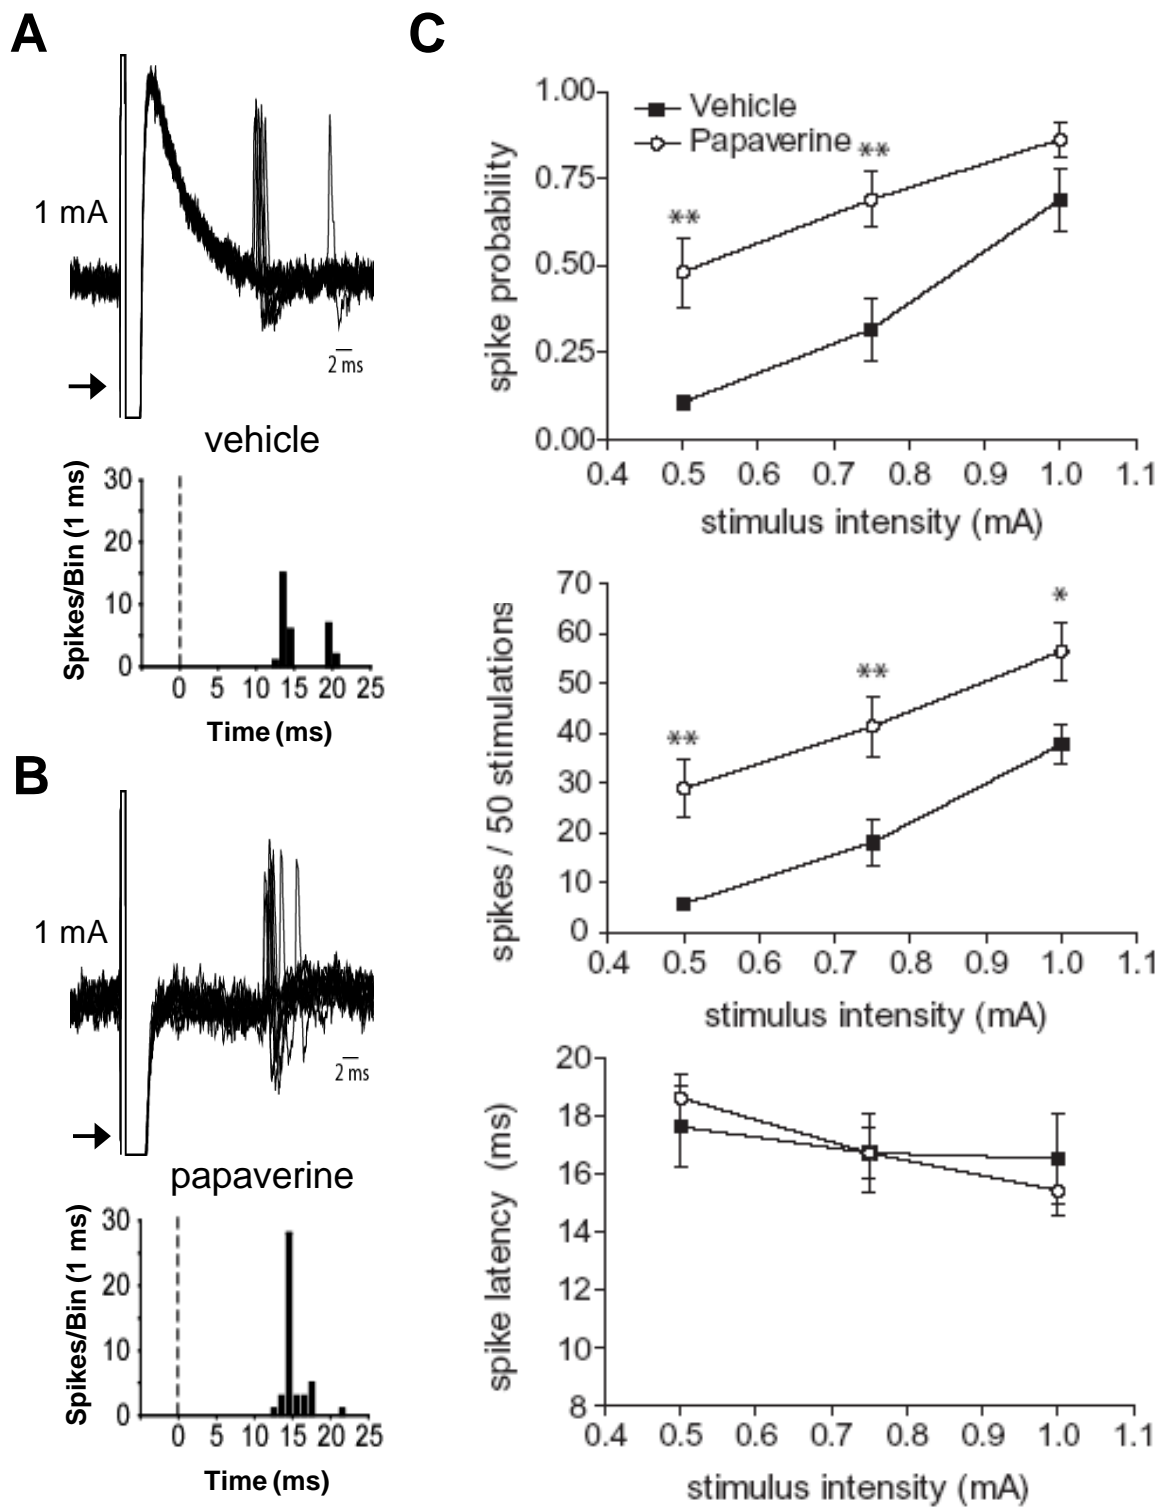 A
1 mA
2 ms
vehicle
Spikes/Bin (1 ms)
30
20
10
0
0 5 10 15 20 25
Time (ms)
B
1 mA
2 ms
papaverine
Spikes/Bin (1 ms)
30
20
10
0
0 5 10 15 20 25
Time (ms)
C
Vehicle
Papaverine
**
**
spike probability
1.00
0.75
0.50
0.25
0.00
0.4 0.5 0.6 0.7 0.8 0.9 1.0 1.1
stimulus intensity (mA)
spikes / 50 stimulations
70
60
50
40
30
20
10
0
*
**
**
0.4 0.5 0.6 0.7 0.8 0.9 1.0 1.1
stimulus intensity (mA)
spike latency (ms)
20
18
16
14
12
10
8
0.4 0.5 0.6 0.7 0.8 0.9 1.0 1.1
stimulus intensity (mA)